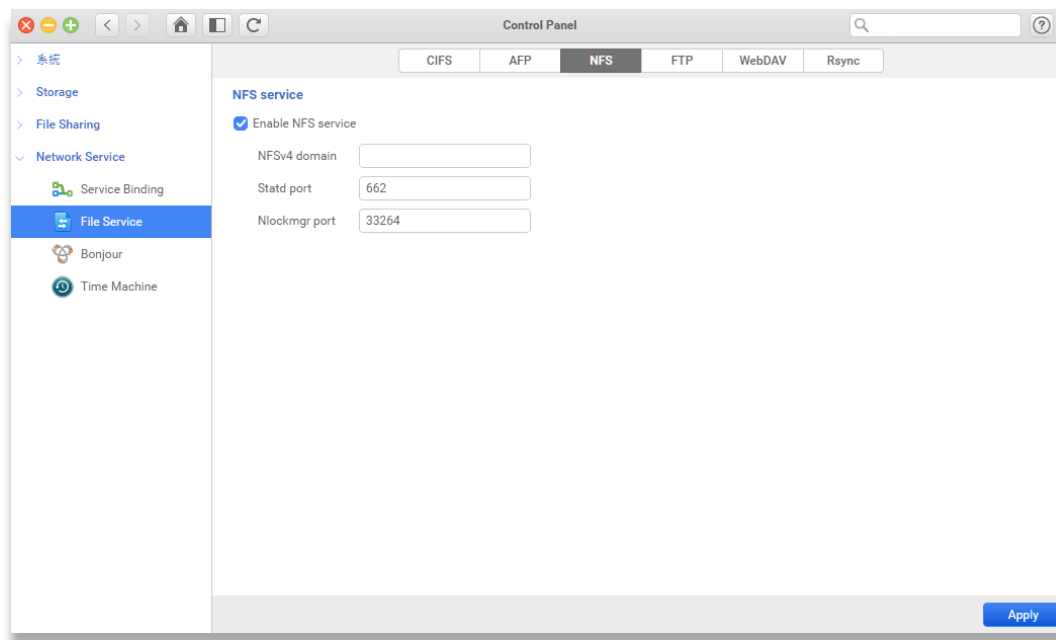 Control Panel
系統
Storage
File Sharing
Network Service
Service Binding
File Service
Bonjour
Time Machine
CIFS AFP NFS FTP WebDAV Rsync
NFS service
Enable NFS service
NFSv4 domain
Statd port 662
Nlockmgr port 33264
Apply